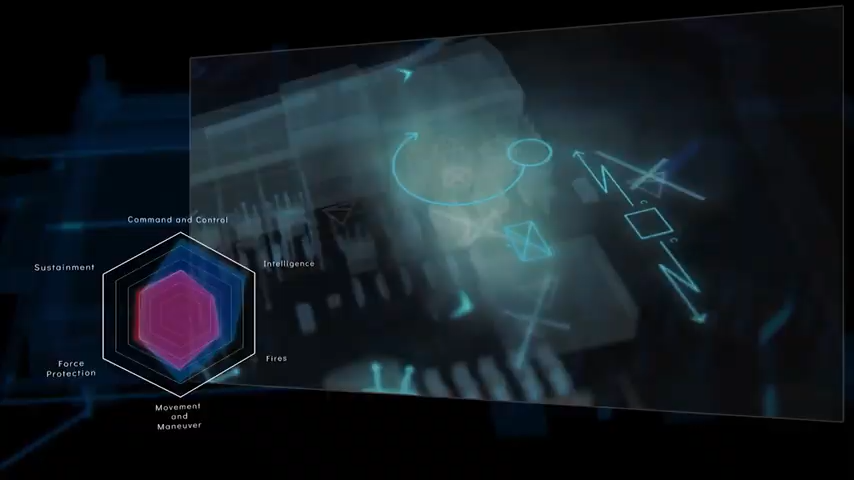 Command and Control
Sustainment
Intelligence
Force
Protection
Fires
Movement
and
Maneuver